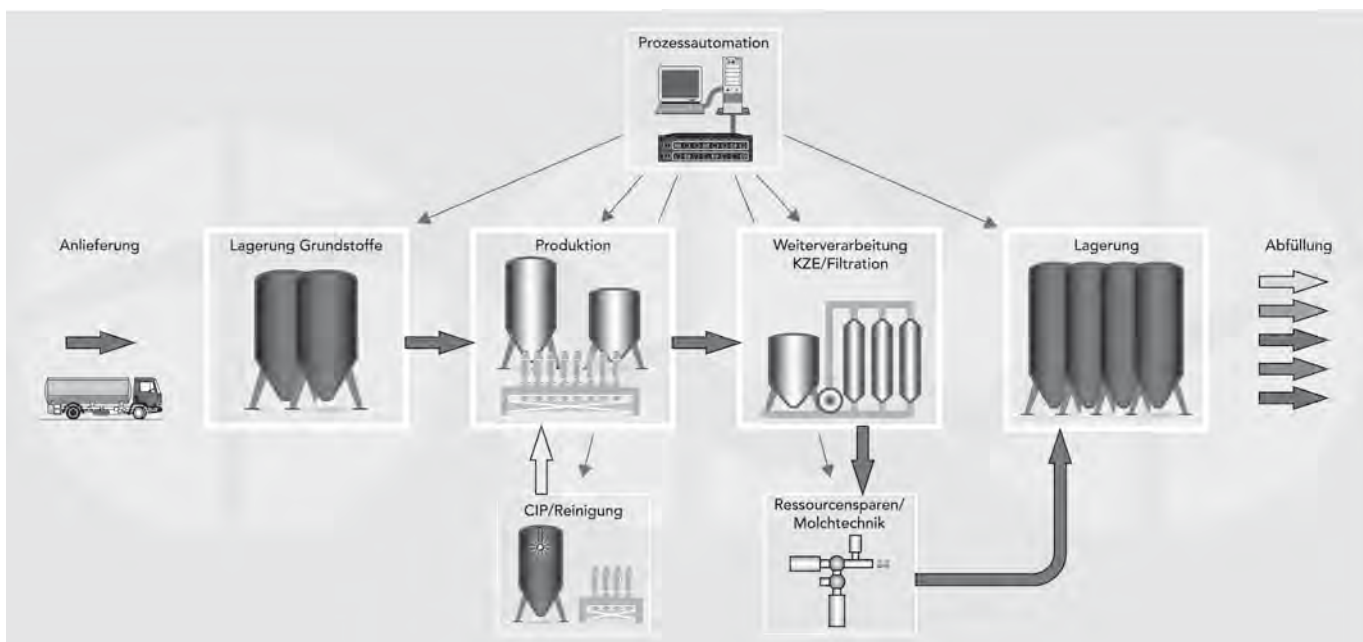 Prozessautomation
Anlieferung
Lagerung Grundstoffe
Produktion
Weiterverarbeitung
KZE/Filtration
Lagerung
Abfüllung
CIP/Reinigung
Ressourcensparen/
Molchtechnik